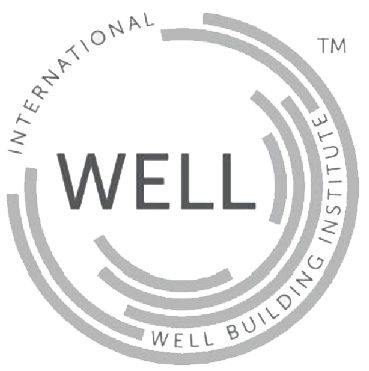 INTERNATIONAL
TM
WELL
WELL BUILDING INSTITUTE